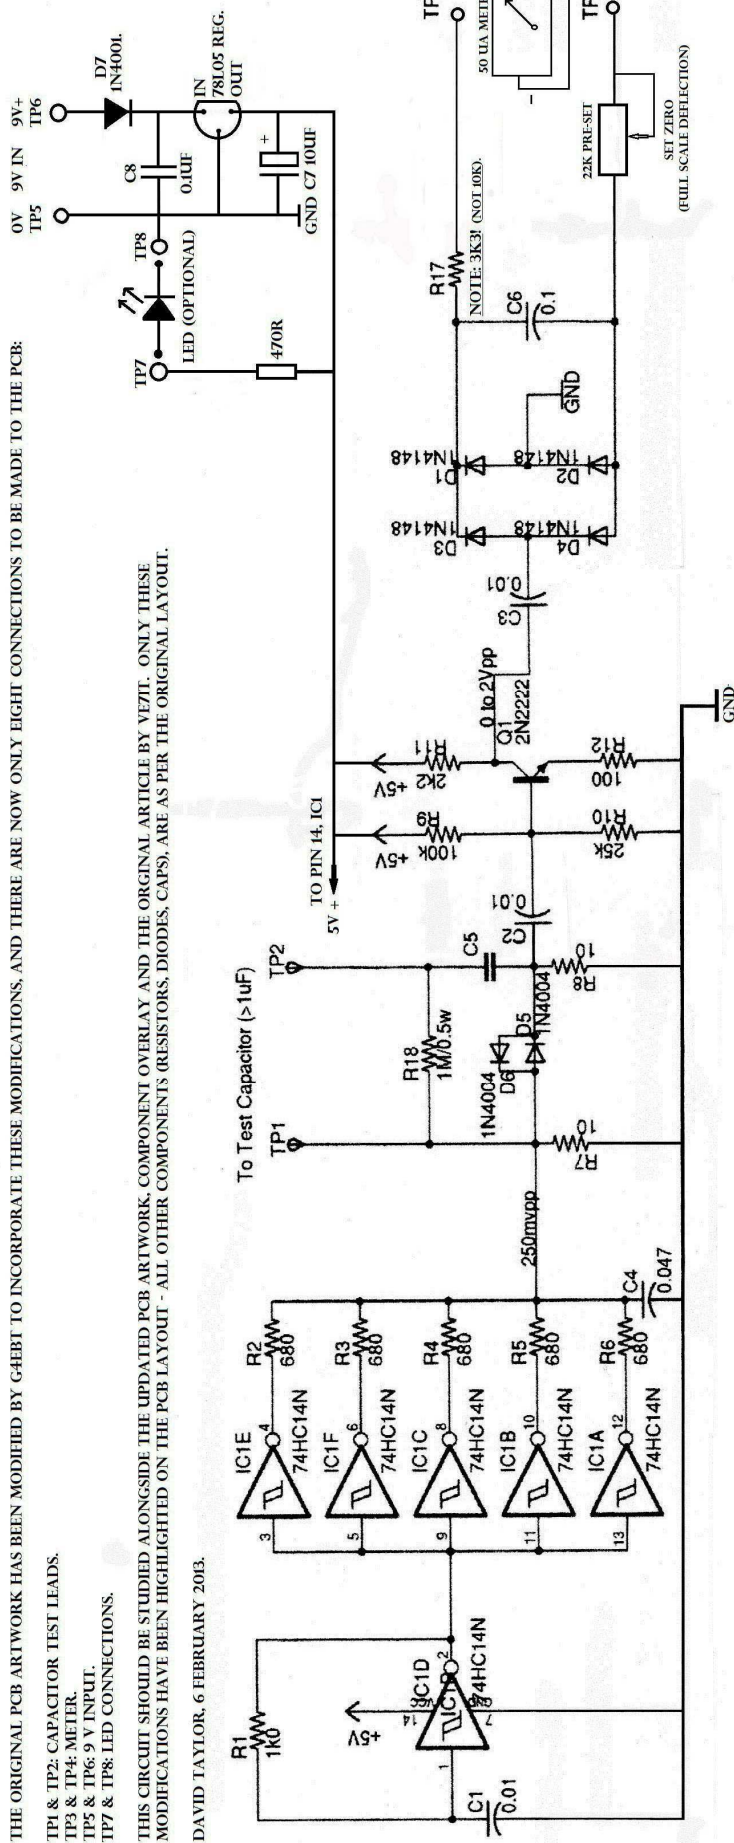 THE ORIGINAL PCB ARTWORK HAS BEEN MODIFIED BY G4EBT TO INCORPORATE THESE MODIFICATIONS, AND THERE ARE NOW ONLY EIGHT CONNECTIONS TO BE MADE TO THE PCB:
TP1 & TP2: CAPACITOR TEST LEADS.
TP3 & TP4: METER.
TP5 & TP6: 9 V INPUT.
TP7 & TP8: LED CONNECTIONS.
THIS CIRCUIT SHOULD BE STUDIED ALONGSIDE THE UPDATED PCB ARTWORK, COMPONENT OVERLAY AND THE ORGINAL ARTICLE BY VE7IT. ONLY THESE
MODIFICATIONS HAVE BEEN HIGHLIGHTED ON THE PCB LAYOUT - ALL OTHER COMPONENTS (RESISTORS, DIODES, CAPS), ARE AS PER THE ORIGINAL LAYOUT.
DAVID TAYLOR, 6 FEBRUARY 2013.
0V 9V IN 9V+
TP5 TP6
D7
1N4001.
C8
0.1UF
IN
78L05 REG.
OUT
+
GND C7 10UF
TP8
LED (OPTIONAL)
TP7
470R
TO PIN 14, IC1
5V +
R1
1k0
C1
0.01
+5V
14
1
7
2
IC1D
74HC14N
3
IC1E
4
74HC14N
5
IC1F
6
74HC14N
9
IC1C
8
74HC14N
11
IC1B
10
74HC14N
13
IC1A
12
74HC14N
R2
680
R3
680
R4
680
R5
680
R6
680
C4
0.047
250mvpp
To Test Capacitor (>1uF)
TP1
TP2
R18
1M/0.5w
C5
1N4004
D6
D5
1N4004
R7
10
R8
10
C2
0.01
+5V
R9
100k
R10
25k
+5V
R11
2k2
R12
100
0 to 2Vpp
Q1
2N2222
C3
0.01
GND
D3
1N4148
D4
1N4148
D1
1N4148
D2
1N4148
GND
C6
0.1
R17
NOTE: 3K3! (NOT 10K).
22K PRE-SET
SET ZERO
(FULL SCALE DEFLECTION)
-